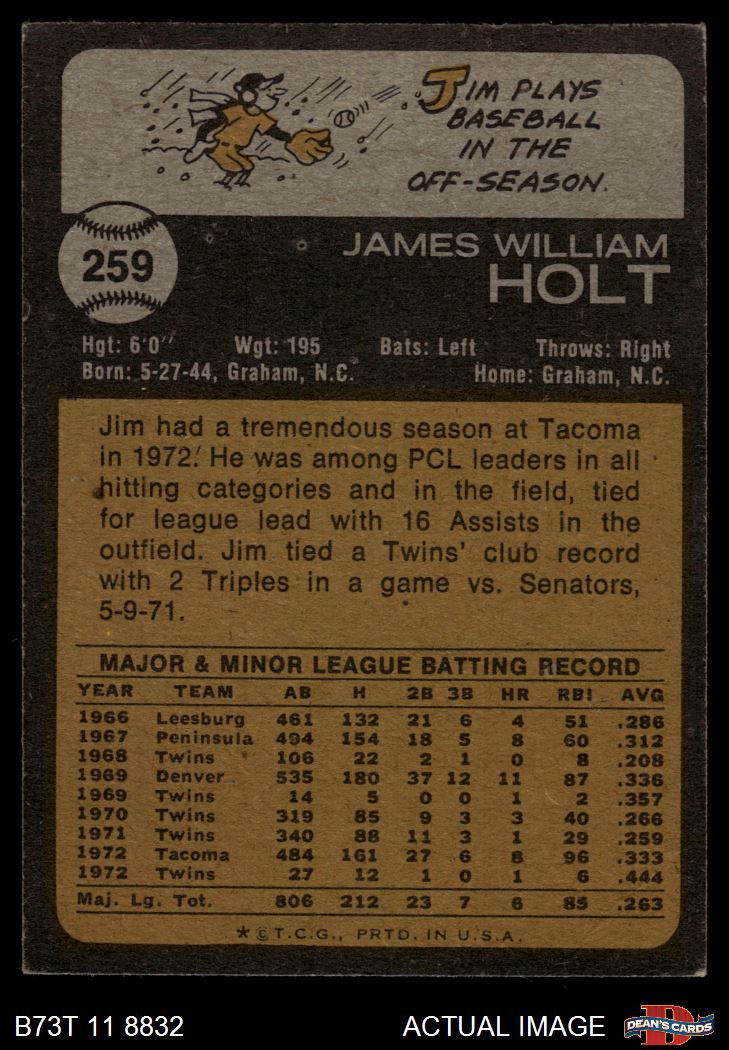 JIM PLAYS
BASEBALL
IN THE
OFF-SEASON.
259
JAMES WILLIAM
HOLT
Hgt: 6'0" Wgt: 195 Bats: Left Throws: Right
Born: 5-27-44, Graham, N.C. Home: Graham, N.C.
Jim had a tremendous season at Tacoma
in 1972. He was among PCL leaders in all
hitting categories and in the field, tied
for league lead with 16 Assists in the
outfield. Jim tied a Twins' club record
with 2 Triples in a game vs. Senators,
5-9-71.
MAJOR & MINOR LEAGUE BATTING RECORD
YEAR TEAM AB H 2B 3B HR RBI AVG
1966 Leesburg 461 132 21 6 4 51 .286
1967 Peninsula 494 154 18 5 8 60 .312
1968 Twins 106 22 2 1 0 8 .208
1969 Denver 535 180 37 12 11 87 .336
1969 Twins 14 5 0 0 1 2 .357
1970 Twins 319 85 9 3 3 40 .266
1971 Twins 340 88 11 3 1 29 .259
1972 Tacoma 484 161 27 6 8 96 .333
1972 Twins 27 12 1 0 1 6 .444
Maj. Lg. Tot. 806 212 23 7 6 85 .263
*©T.C.G., PRTD. IN U.S.A.
B73T 11 8832 ACTUAL IMAGE DEAN'S CARDS